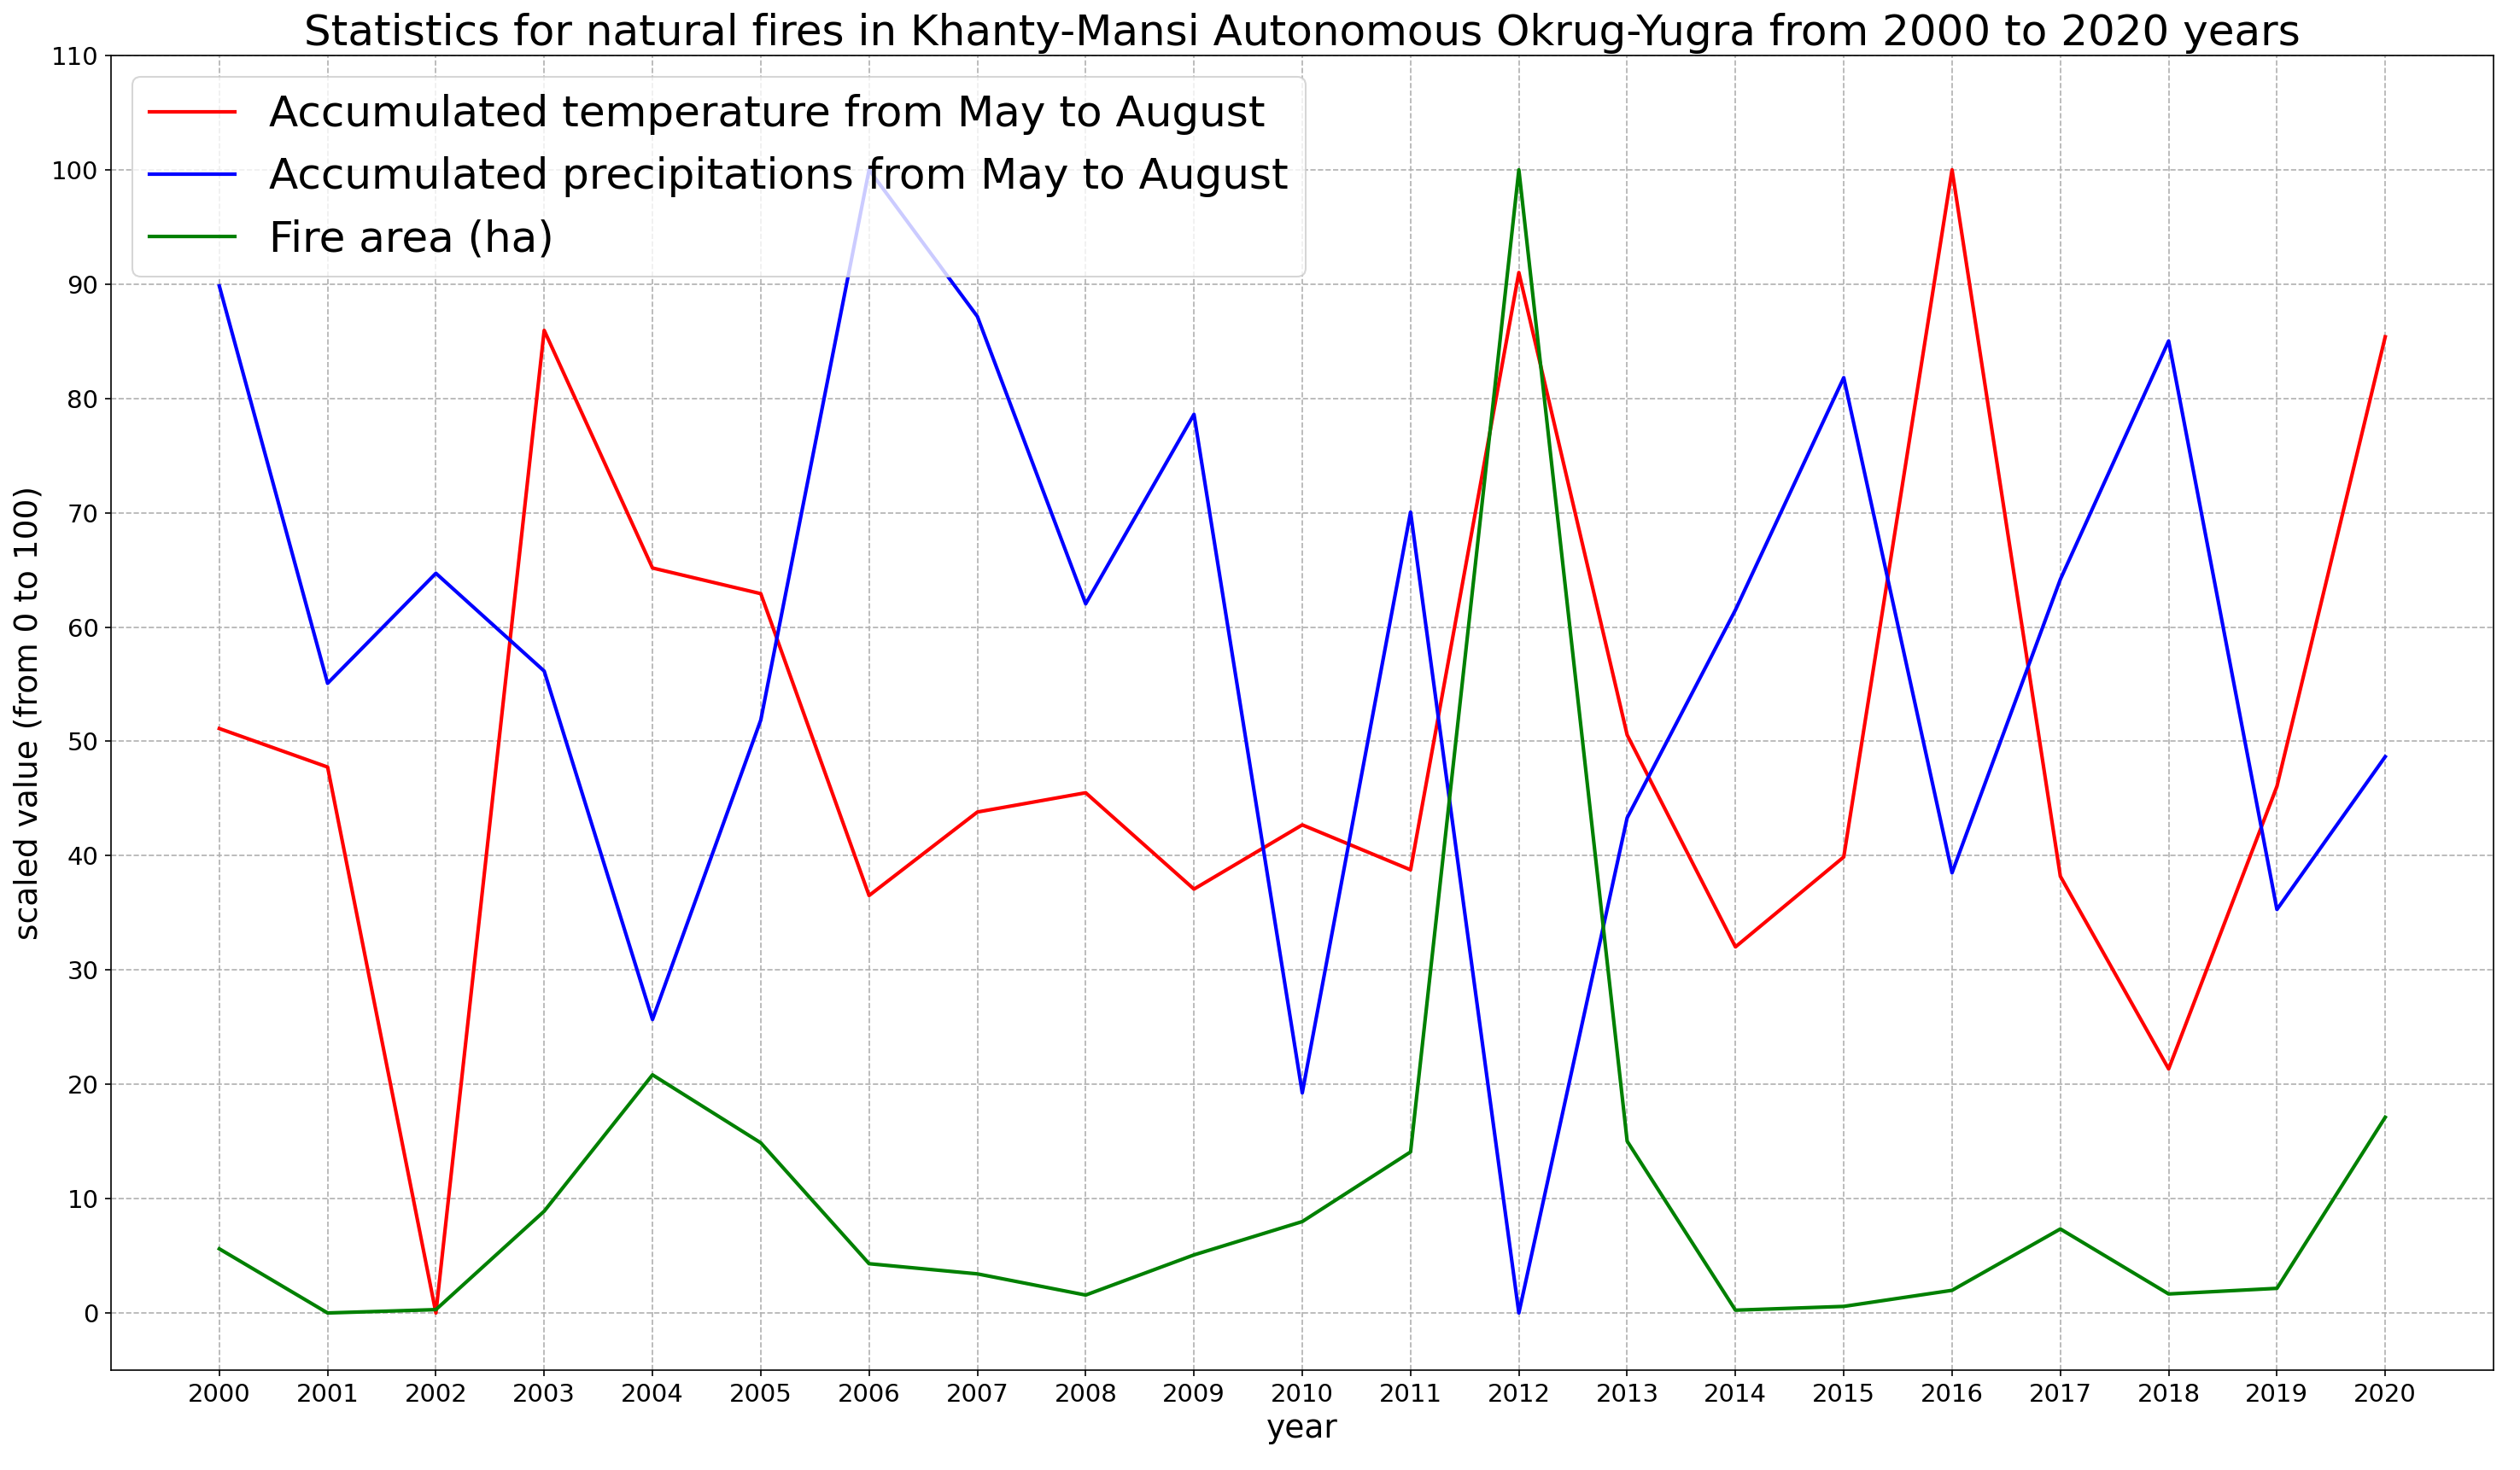 Statistics for natural fires in Khanty-Mansi Autonomous Okrug-Yugra from 2000 to 2020 years
110
100
90
80
70
60
50
40
30
20
10
0
scaled value (from 0 to 100)
Accumulated temperature from May to August
Accumulated precipitations from May to August
Fire area (ha)
2000 2001 2002 2003 2004 2005 2006 2007 2008 2009 2010 2011 2012 2013 2014 2015 2016 2017 2018 2019 2020
year